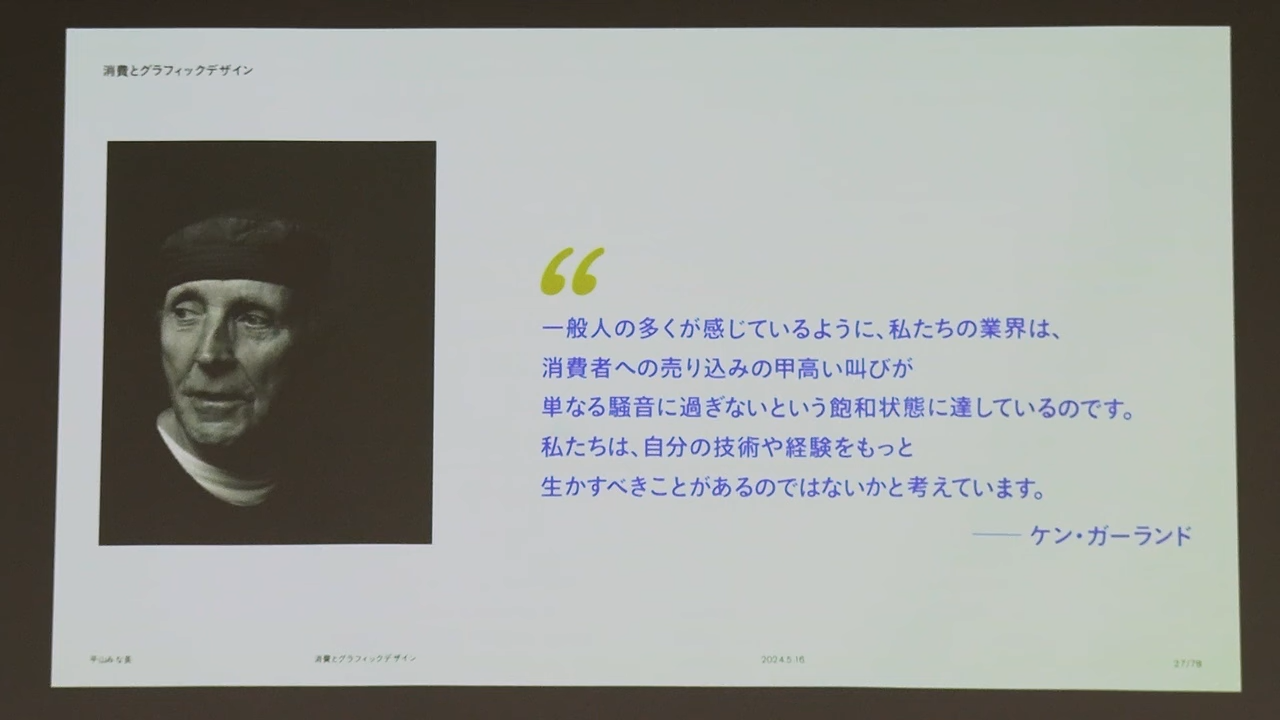 消費とグラフィックデザイン
“
一般人の多くが感じているように、私たちの業界は、
消費者への売り込みの甲高い叫びが
単なる騒音に過ぎないという飽和状態に達しているのです。
私たちは、自分の技術や経験をもっと
生かすべきことがあるのではないかと考えています。
—— ケン・ガーランド
平山みな美
消費とグラフィックデザイン
2024.5.16
27/78